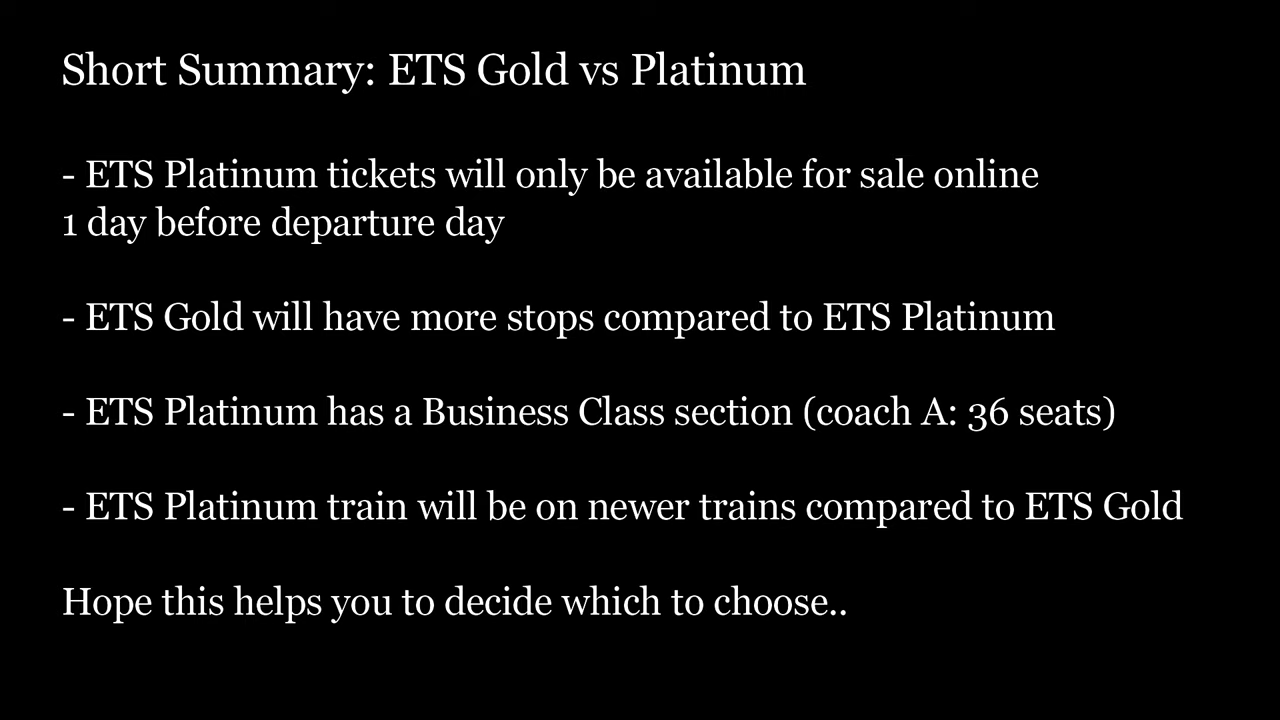 Short Summary: ETS Gold vs Platinum
- ETS Platinum tickets will only be available for sale online
1 day before departure day
- ETS Gold will have more stops compared to ETS Platinum
- ETS Platinum has a Business Class section (coach A: 36 seats)
- ETS Platinum train will be on newer trains compared to ETS Gold
Hope this helps you to decide which to choose..